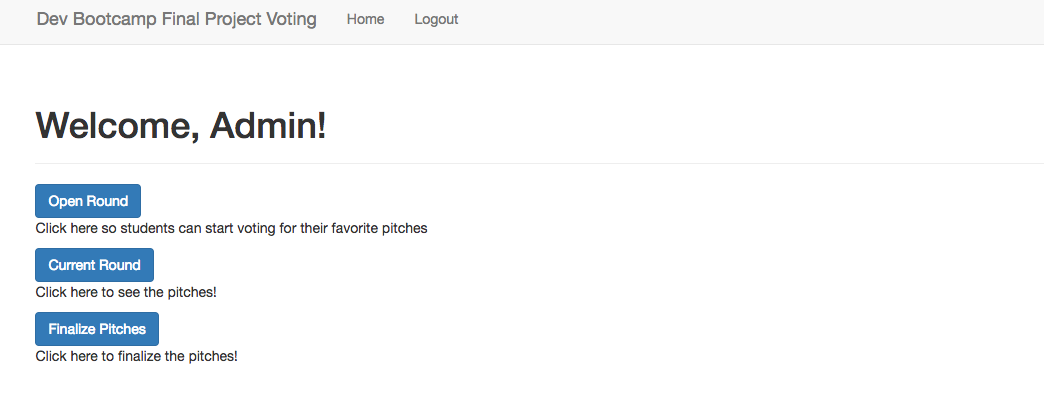 Dev Bootcamp Final Project Voting Home Logout
Welcome, Admin!
Open Round
Click here so students can start voting for their favorite pitches
Current Round
Click here to see the pitches!
Finalize Pitches
Click here to finalize the pitches!